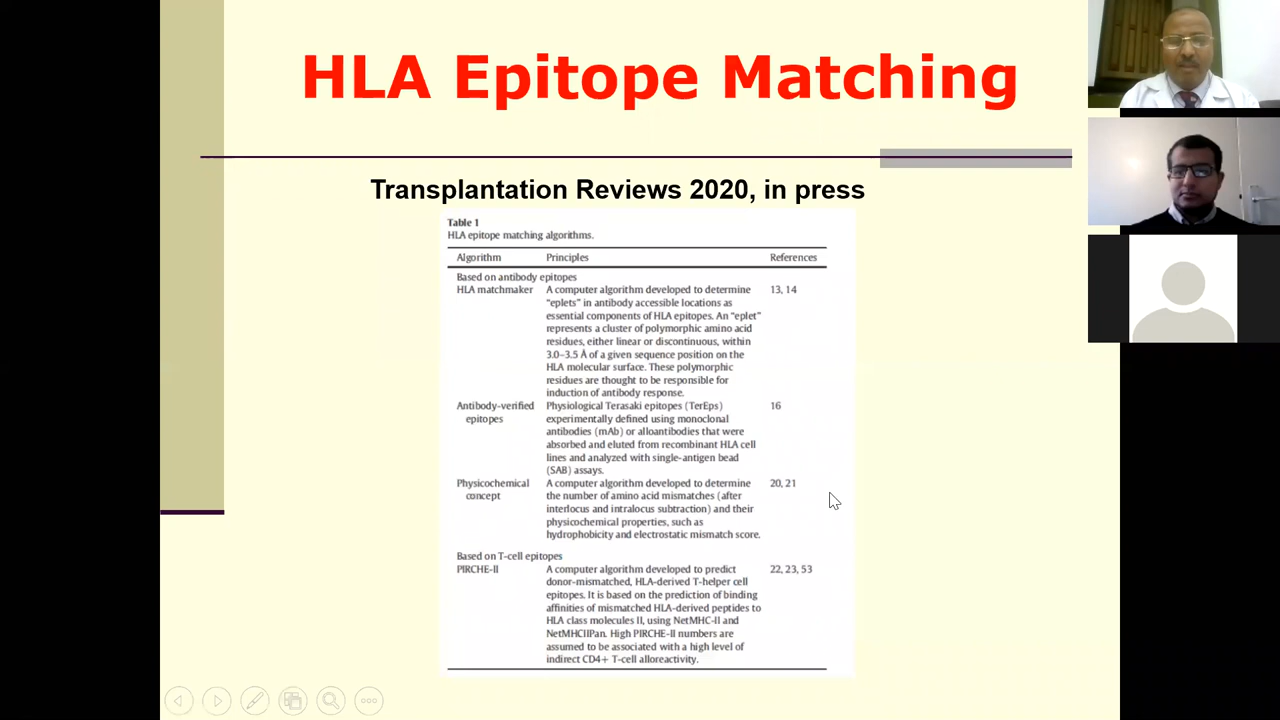 HLA Epitope Matching
Transplantation Reviews 2020, in press
Table 1
HLA epitope matching algorithms.
Algorithm Principles References
Based on antibody epitopes
HLA matchmaker A computer algorithm developed to determine 13, 14
“eplets” in antibody accessible locations as
essential components of HLA epitopes. An “eplet”
represents a cluster of polymorphic amino acid
residues, either linear or discontinuous, within
3.0–3.5 Å of a given sequence position on the
HLA molecular surface. These polymorphic
residues are thought to be responsible for
induction of antibody response.
Antibody-verified Physiological Terasaki epitopes (TerEps) 16
epitopes experimentally defined using monoclonal
antibodies (mAb) or alloantibodies that were
absorbed and eluted from recombinant HLA cell
lines and analyzed with single-antigen bead
(SAB) assays.
Physicochemical A computer algorithm developed to determine 20, 21
concept the number of amino acid mismatches (after
interlocus and intralocus subtraction) and their
physicochemical properties, such as
hydrophobicity and electrostatic mismatch score.
Based on T-cell epitopes
PIRCHE-II A computer algorithm developed to predict 22, 23, 53
donor-mismatched, HLA-derived T-helper cell
epitopes. It is based on the prediction of binding
affinities of mismatched HLA-derived peptides to
HLA class molecules II, using NetMHC-II and
NetMHCIIPan. High PIRCHE-II numbers are
assumed to be associated with a high level of
indirect CD4+ T-cell alloreactivity.